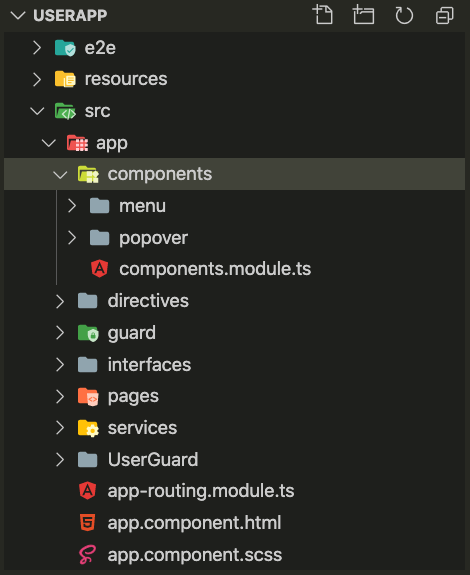 USERAPP
e2e
resources
src
app
components
menu
popover
components.module.ts
directives
guard
interfaces
pages
services
UserGuard
app-routing.module.ts
app.component.html
app.component.scss